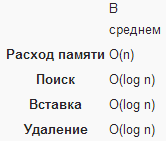 В
среднем
Расход памяти O(n)
Поиск O(log n)
Вставка O(log n)
Удаление O(log n)